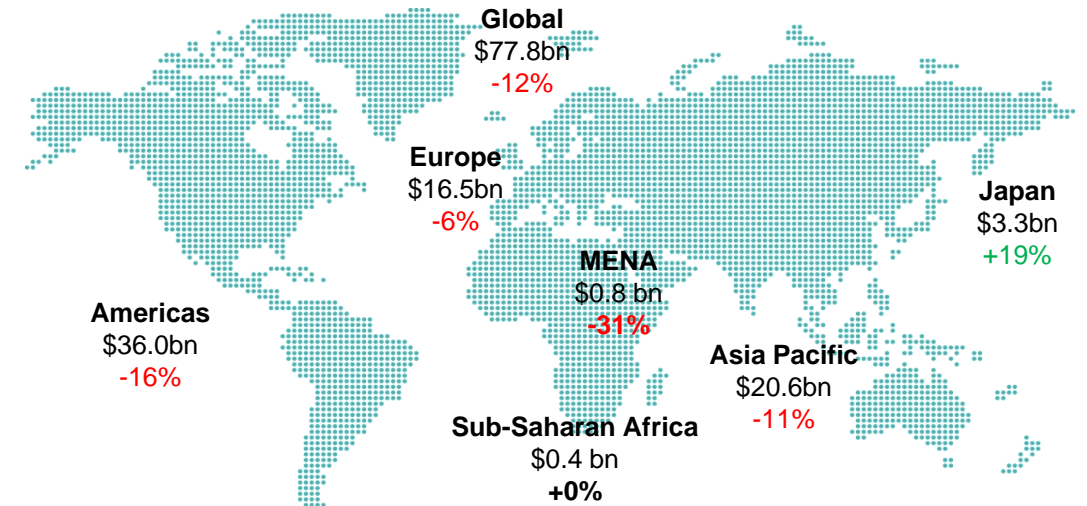 Global
$77.8bn
-12%
Europe
$16.5bn
-6%
Japan
$3.3bn
+19%
MENA
$0.8 bn
-31%
Americas
$36.0bn
-16%
Asia Pacific
$20.6bn
-11%
Sub-Saharan Africa
$0.4 bn
+0%